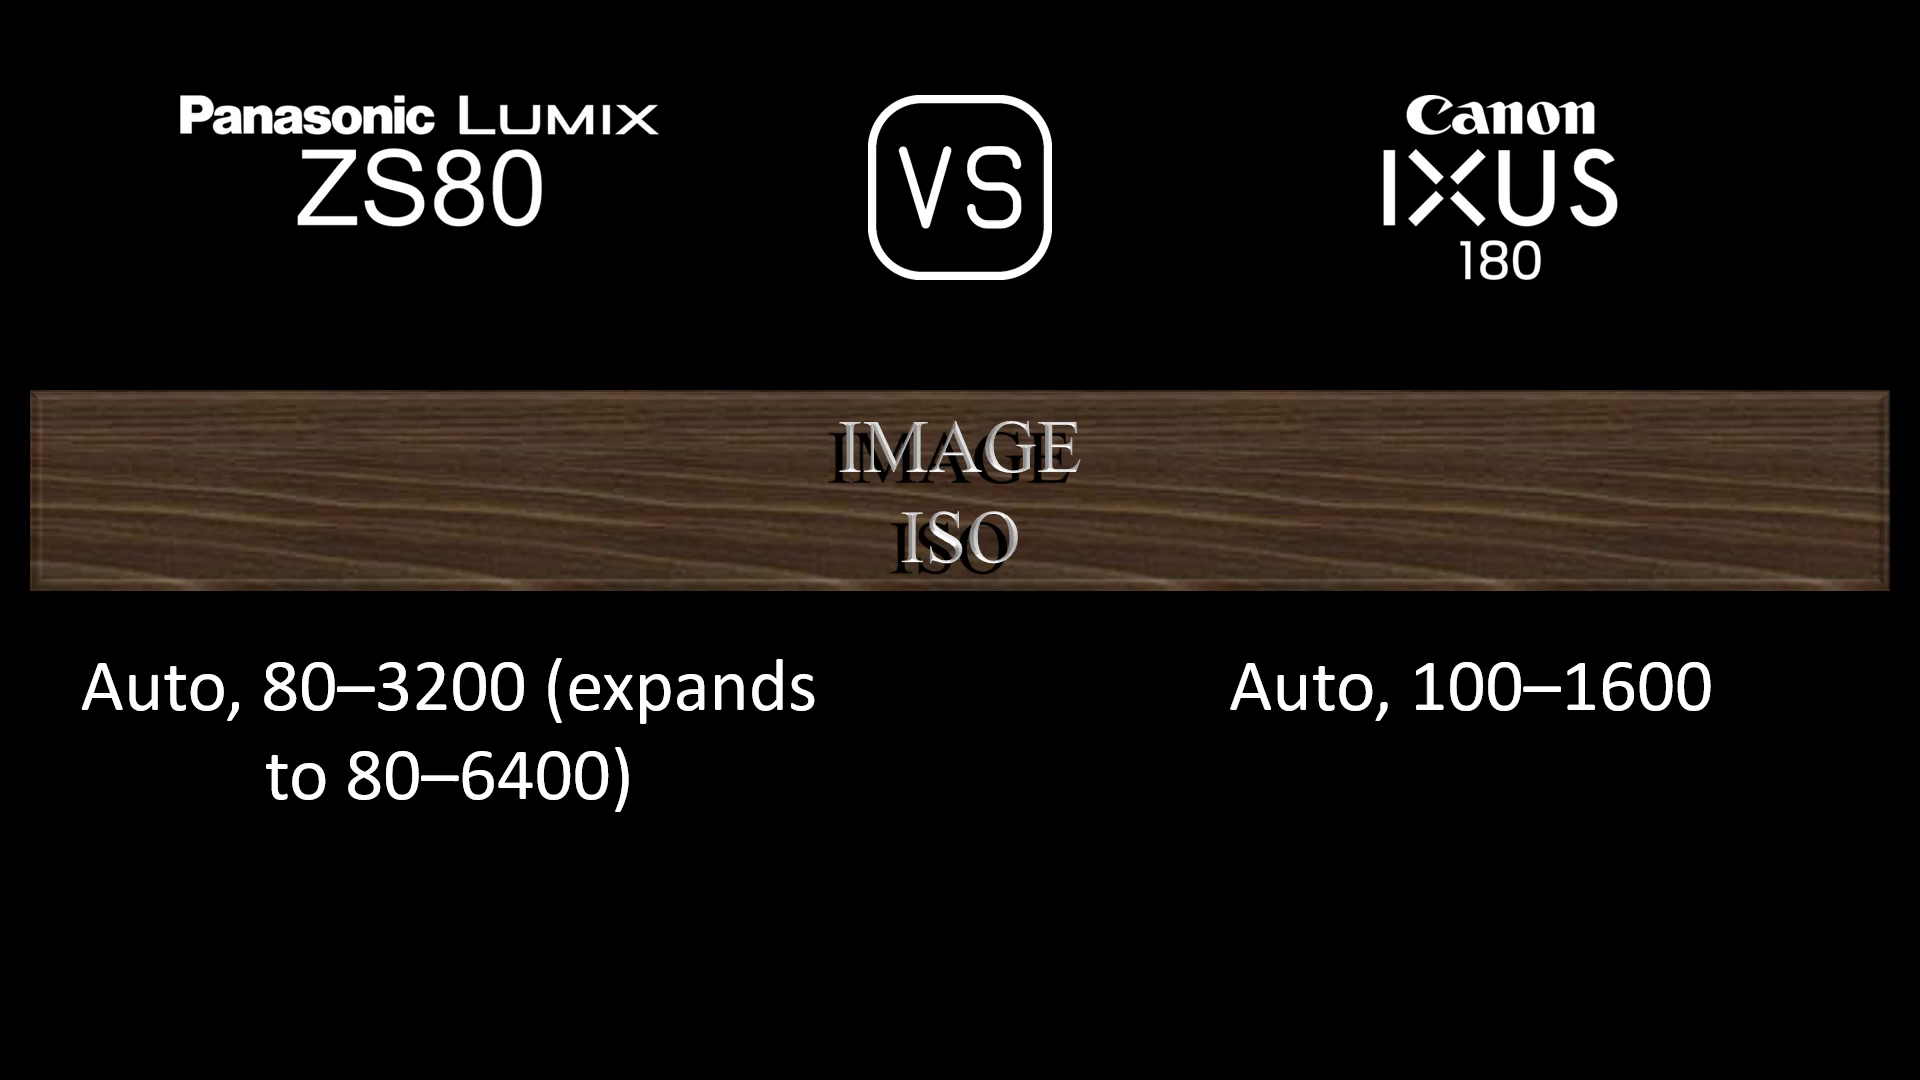 Panasonic LUMIX
ZS80
VS
Canon
IXUS
180
IMAGE
ISO
Auto, 80–3200 (expands
to 80–6400)
Auto, 100–1600